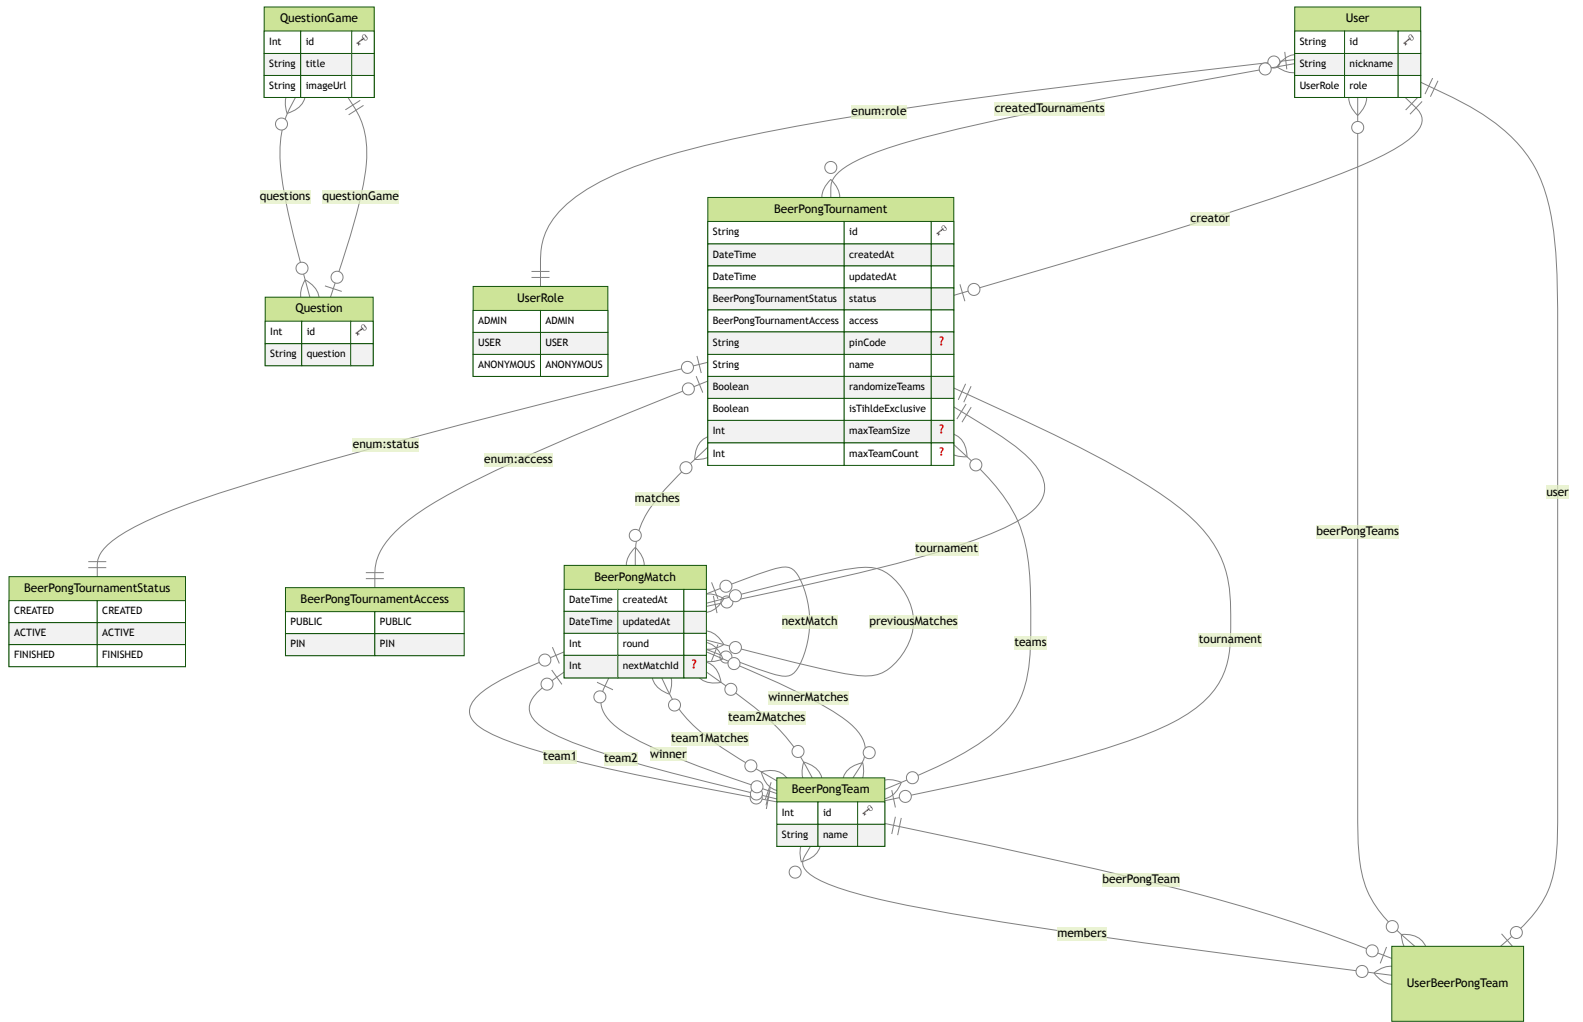 QuestionGame
Int id
String title
String imageUrl
User
String id
String nickname
UserRole role
enum:role
createdTournaments
questions
questionGame
creator
BeerPongTournament
String id
DateTime createdAt
DateTime updatedAt
BeerPongTournamentStatus status
BeerPongTournamentAccess access
String pinCode ?
String name
Boolean randomizeTeams
Boolean isTihldeExclusive
Int maxTeamSize ?
Int maxTeamCount ?
UserRole
ADMIN ADMIN
USER USER
ANONYMOUS ANONYMOUS
Question
Int id
String question
enum:status
enum:access
matches
user
beerPongTeams
tournament
BeerPongTournamentStatus
CREATED CREATED
ACTIVE ACTIVE
FINISHED FINISHED
BeerPongTournamentAccess
PUBLIC PUBLIC
PIN PIN
BeerPongMatch
DateTime createdAt
DateTime updatedAt
Int round
Int nextMatchId ?
nextMatch
previousMatches
teams
tournament
winnerMatches
team2Matches
team1Matches
winner
team2
team1
BeerPongTeam
Int id
String name
beerPongTeam
members
UserBeerPongTeam